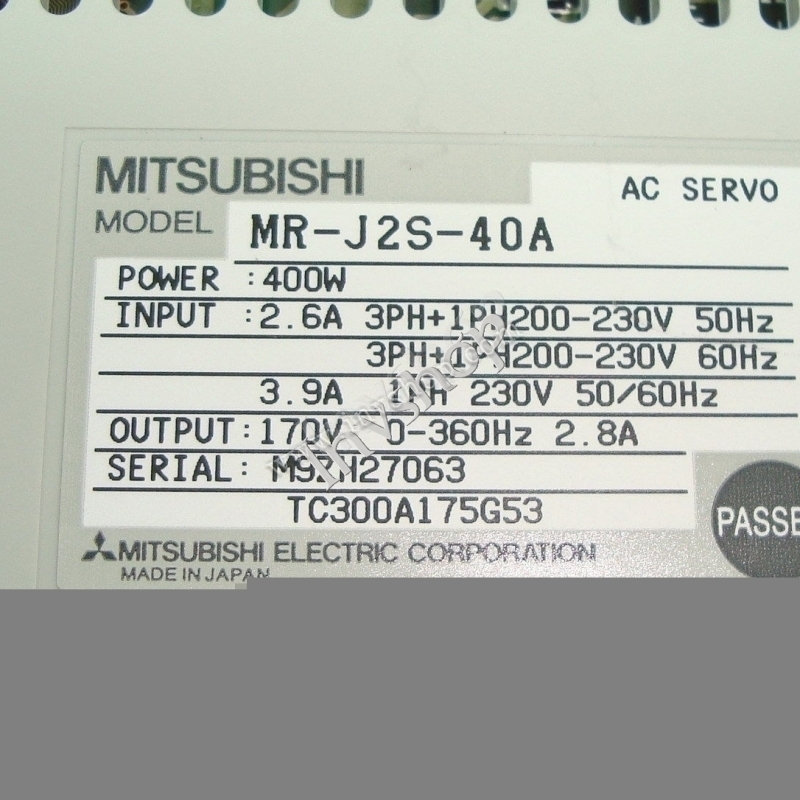 MITSUBISHI
AC SERVO
MODEL MR-J2S-40A
POWER :400W
INPUT :2.6A 3PH+1PH200-230V 50Hz
3PH+1PH200-230V 60Hz
3.9A 1PH 230V 50/60Hz
OUTPUT:170V 0-360Hz 2.8A
SERIAL: M9ZH27063
TC300A175G53
PASSE
MITSUBISHI ELECTRIC CORPORATION
MADE IN JAPAN
invshop